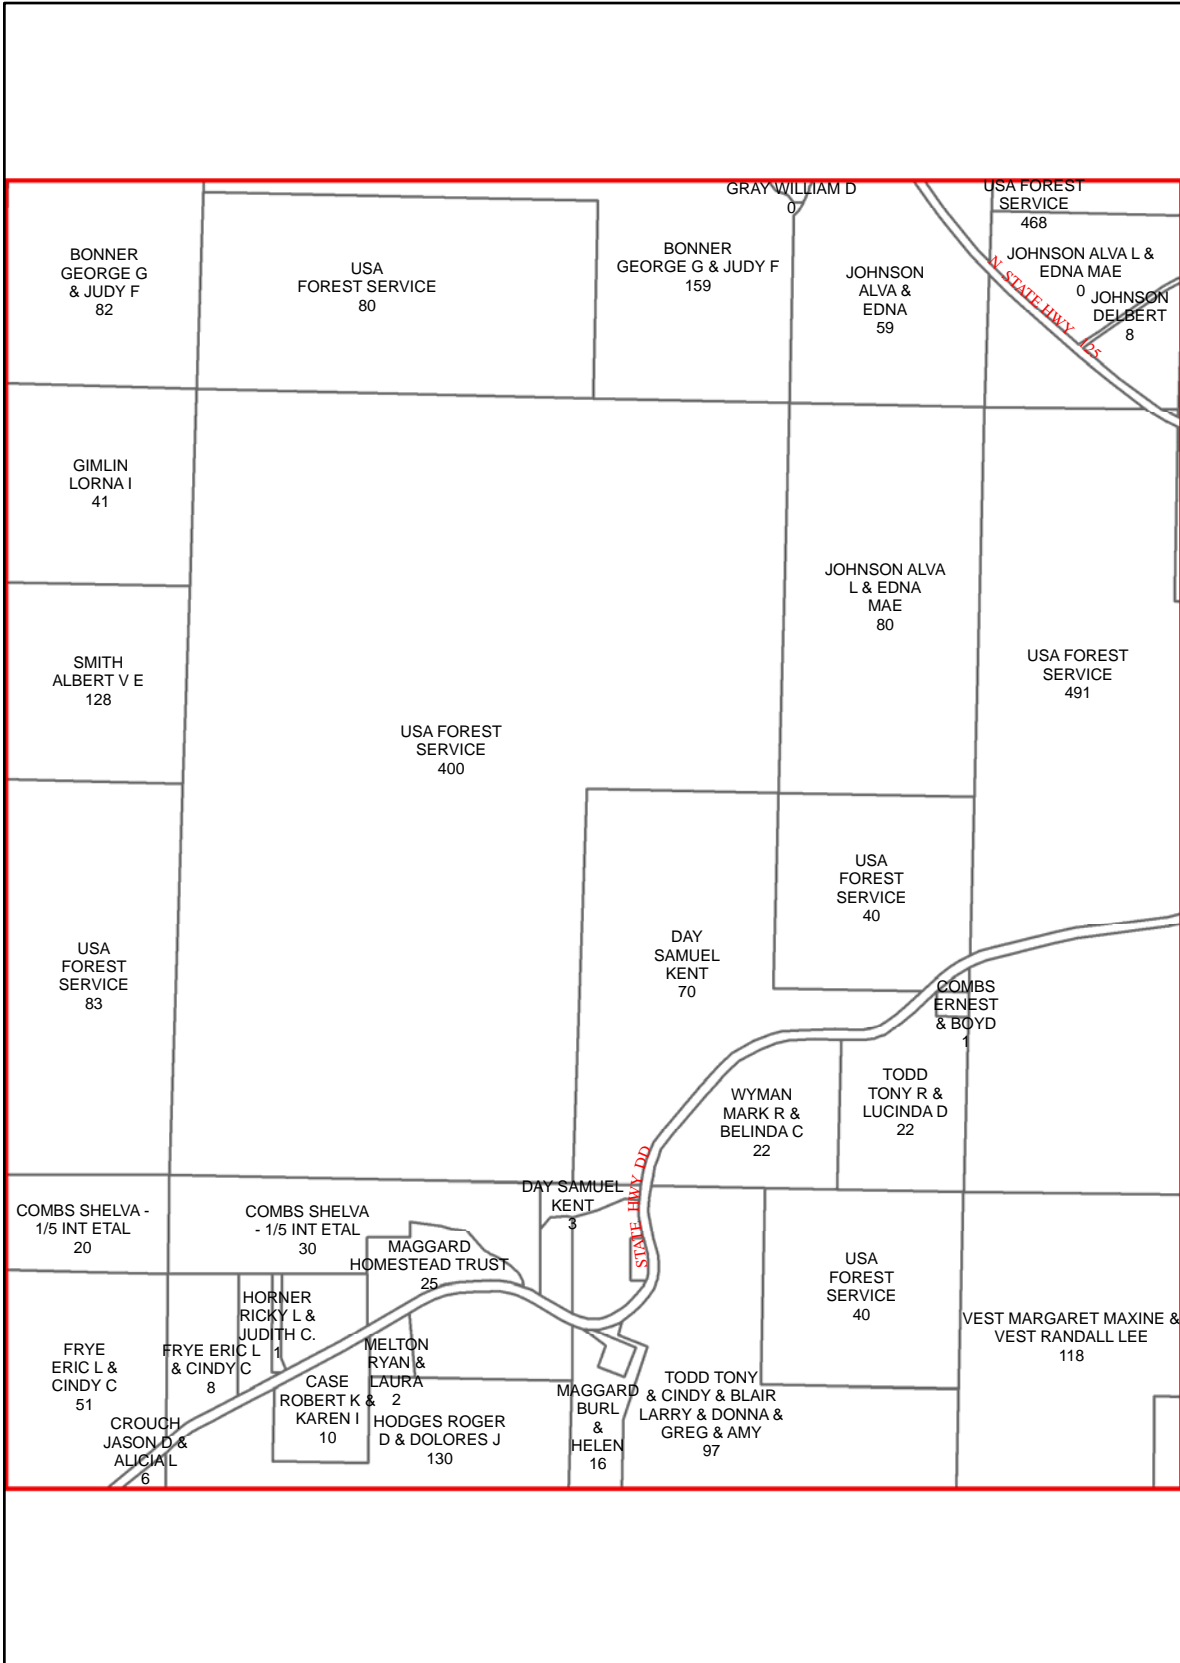 GRAY WILLIAM D
0
USA FOREST
SERVICE
468
BONNER
GEORGE G
& JUDY F
82
USA
FOREST SERVICE
80
BONNER
GEORGE G & JUDY F
159
JOHNSON
ALVA &
EDNA
59
N STATE HWY 125
JOHNSON ALVA L &
EDNA MAE
0
JOHNSON
DELBERT
8
GIMLIN
LORNA I
41
JOHNSON ALVA
L & EDNA
MAE
80
SMITH
ALBERT V E
128
USA FOREST
SERVICE
491
USA FOREST
SERVICE
400
USA
FOREST
SERVICE
40
USA
FOREST
SERVICE
83
DAY
SAMUEL
KENT
70
COMBS
ERNEST
& BOYD
1
WYMAN
MARK R &
BELINDA C
22
TODD
TONY R &
LUCINDA D
22
STATE HWY DD
COMBS SHELVA -
1/5 INT ETAL
20
COMBS SHELVA
- 1/5 INT ETAL
30
DAY SAMUEL
KENT
3
MAGGARD
HOMESTEAD TRUST
25
USA
FOREST
SERVICE
40
HORNER
RICKY L &
JUDITH C.
1
VEST MARGARET MAXINE &
VEST RANDALL LEE
118
FRYE
ERIC L &
CINDY C
51
FRYE ERIC L
& CINDY C
8
MELTON
RYAN &
LAURA
2
CASE
ROBERT K &
KAREN I
10
MAGGARD
BURL
&
HELEN
16
TODD TONY
& CINDY & BLAIR
LARRY & DONNA &
GREG & AMY
97
CROUCH
JASON D &
ALICIA L
6
HODGES ROGER
D & DOLORES J
130